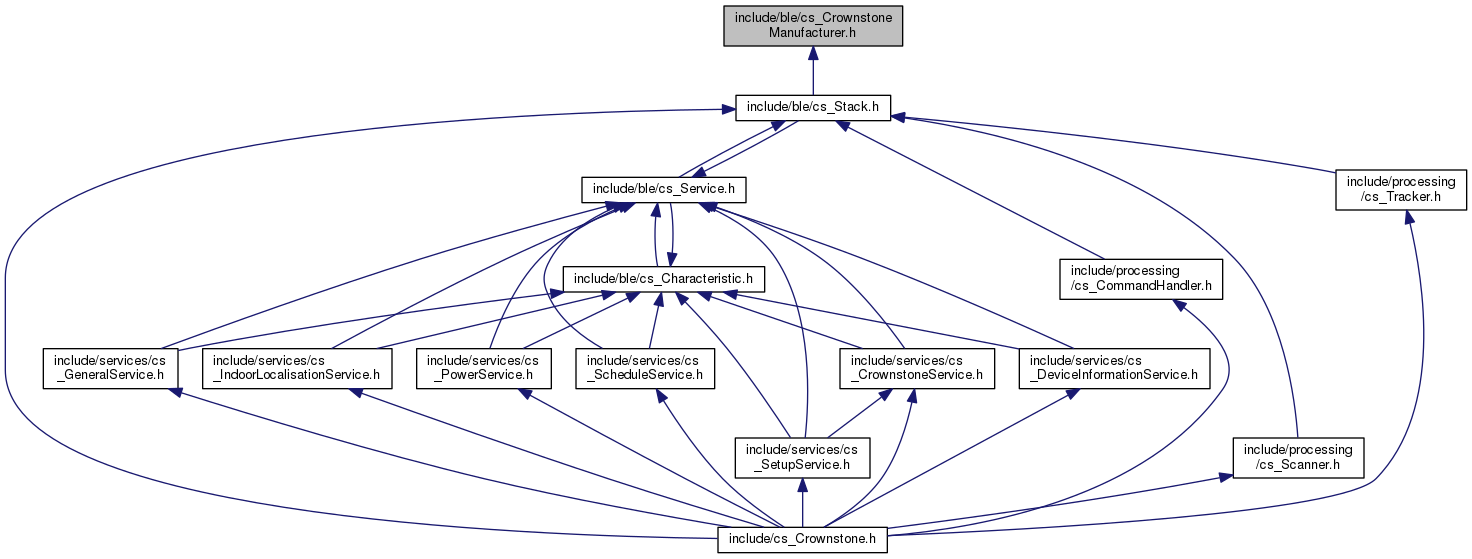 include/ble/cs_Crownstone
Manufacturer.h
include/ble/cs_Stack.h
include/ble/cs_Service.h
include/processing
/cs_Tracker.h
include/ble/cs_Characteristic.h
include/processing
/cs_CommandHandler.h
include/services/cs
_GeneralService.h
include/services/cs
_IndoorLocalisationService.h
include/services/cs
_PowerService.h
include/services/cs
_ScheduleService.h
include/services/cs
_CrownstoneService.h
include/services/cs
_DeviceInformationService.h
include/services/cs
_SetupService.h
include/processing
/cs_Scanner.h
include/cs_Crownstone.h